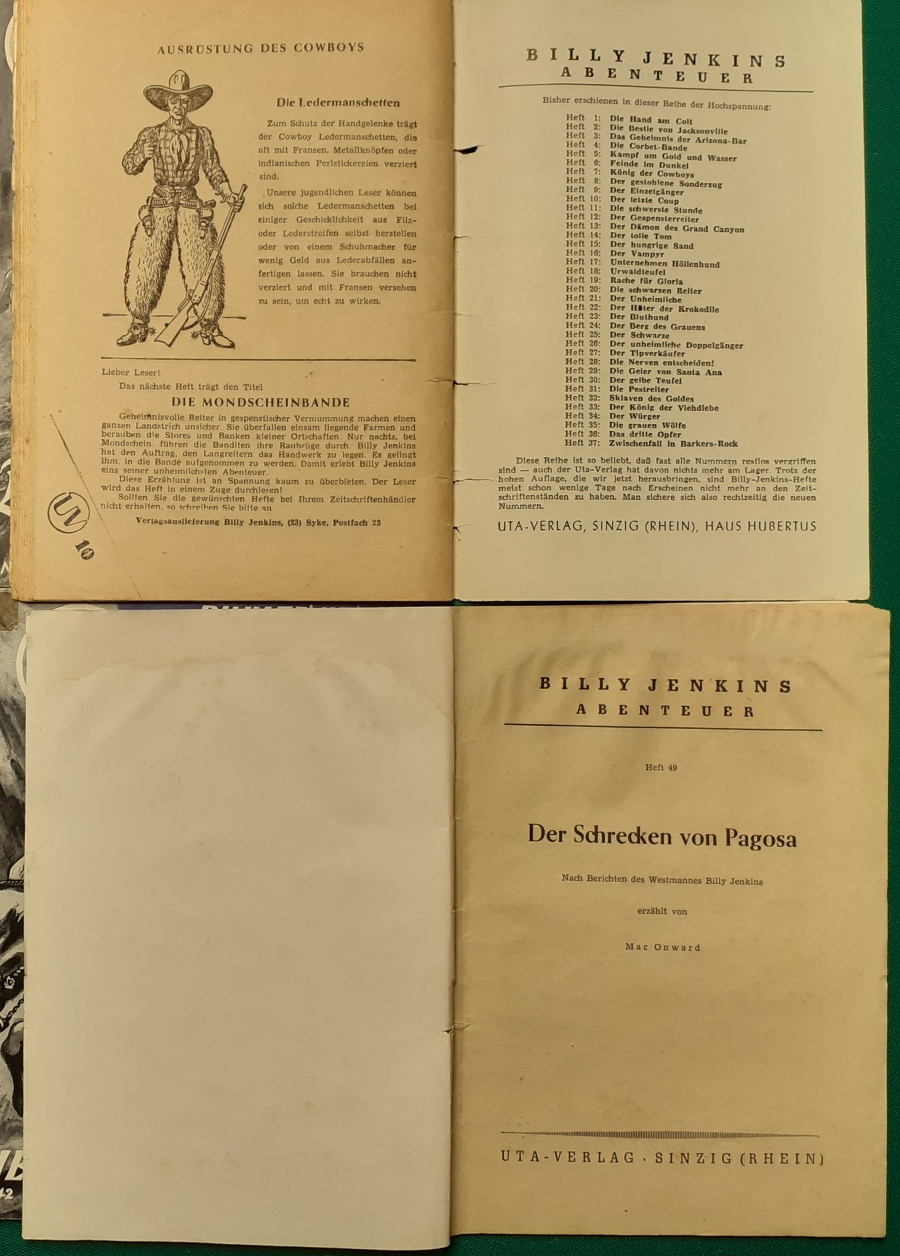 AUSRÜSTUNG DES COWBOYS
Die Ledermanschetten
Zum Schutz der Handgelenke trägt
der Cowboy Ledermanschetten, die
oft mit Fransen, Metallknöpfen oder
indianischen Perlstickereien verziert
sind.
Unsere jugendlichen Leser können
sich solche Ledermanschetten bei
einiger Geschicklichkeit aus Filz-
oder Lederstreifen selbst herstellen
oder von einem Schuhmacher für
wenig Geld aus Lederabfällen an-
fertigen lassen. Sie brauchen nicht
verziert und mit Fransen versehen
zu sein, um echt zu wirken.
Lieber Leser!
Das nächste Heft trägt den Titel
DIE MONDSCHEINBANDE
Geheimnisvolle Reiter in gespenstischer Vermummung machen einen
ganzen Landstrich unsicher. Sie überfallen einsam liegende Farmen und
berauben die Stores und Banken kleiner Ortschaften. Nur nachts, bei
Mondschein führen die Banditen ihre Raubzüge durch. Billy Jenkins
hat den Auftrag, den Langreitern das Handwerk zu legen. Es gelingt
ihm, in die Bande aufgenommen zu werden. Damit erlebt Billy Jenkins
eins seiner unheimlichsten Abenteuer.
Diese Erzählung ist an Spannung kaum zu überbieten. Der Leser
wird das Heft in einem Zuge durchlesen!
Sollten Sie die gewünschten Hefte bei Ihrem Zeitschriftenhändler
nicht erhalten, so schreiben Sie bitte an
Verlagsauslieferung Billy Jenkins, (23) Syke, Postfach 23
UV 10
BILLY JENKINS
ABENTEUER
Bisher erschienen in dieser Reihe der Hochspannung:
Heft 1: Die Hand am Colt
Heft 2: Die Bestie von Jacksonville
Heft 3: Das Geheimnis der Arizona-Bar
Heft 4: Die Corbet-Bande
Heft 5: Kampf um Gold und Wasser
Heft 6: Feinde im Dunkel
Heft 7: König der Cowboys
Heft 8: Der gestohlene Sonderzug
Heft 9: Der Einzelgänger
Heft 10: Der letzte Coup
Heft 11: Die schwerste Stunde
Heft 12: Der Gespensterreiter
Heft 13: Der Dämon des Grand Canyon
Heft 14: Der tolle Tom
Heft 15: Der hungrige Sand
Heft 16: Der Vampyr
Heft 17: Unternehmen Höllenhund
Heft 18: Urwaldteufel
Heft 19: Rache für Gloria
Heft 20: Die schwarzen Reiter
Heft 21: Der Unheimliche
Heft 22: Der Hüter der Krokodile
Heft 23: Der Bluthund
Heft 24: Der Berg des Grauens
Heft 25: Der Schwarze
Heft 26: Der unheimliche Doppelgänger
Heft 27: Der Tipverkäufer
Heft 28: Die Nerven entscheiden!
Heft 29: Die Geier von Santa Ana
Heft 30: Der gelbe Teufel
Heft 31: Die Pestreiter
Heft 32: Sklaven des Goldes
Heft 33: Der König der Viehdiebe
Heft 34: Der Würger
Heft 35: Die grauen Wölfe
Heft 36: Das dritte Opfer
Heft 37: Zwischenfall in Barkers-Rock
Diese Reihe ist so beliebt, daß fast alle Nummern restlos vergriffen
sind — auch der Uta-Verlag hat davon nichts mehr am Lager. Trotz der
hohen Auflage, die wir jetzt herausbringen, sind Billy-Jenkins-Hefte
meist schon wenige Tage nach Erscheinen nicht mehr an den Zeit-
schriftenständen zu haben. Man sichere sich also rechtzeitig die neuen
Nummern.
UTA-VERLAG, SINZIG (RHEIN), HAUS HUBERTUS
BILLY JENKINS
ABENTEUER
Heft 49
Der Schrecken von Pagosa
Nach Berichten des Westmannes Billy Jenkins
erzählt von
Mac Onward
UTA-VERLAG · SINZIG (RHEIN)